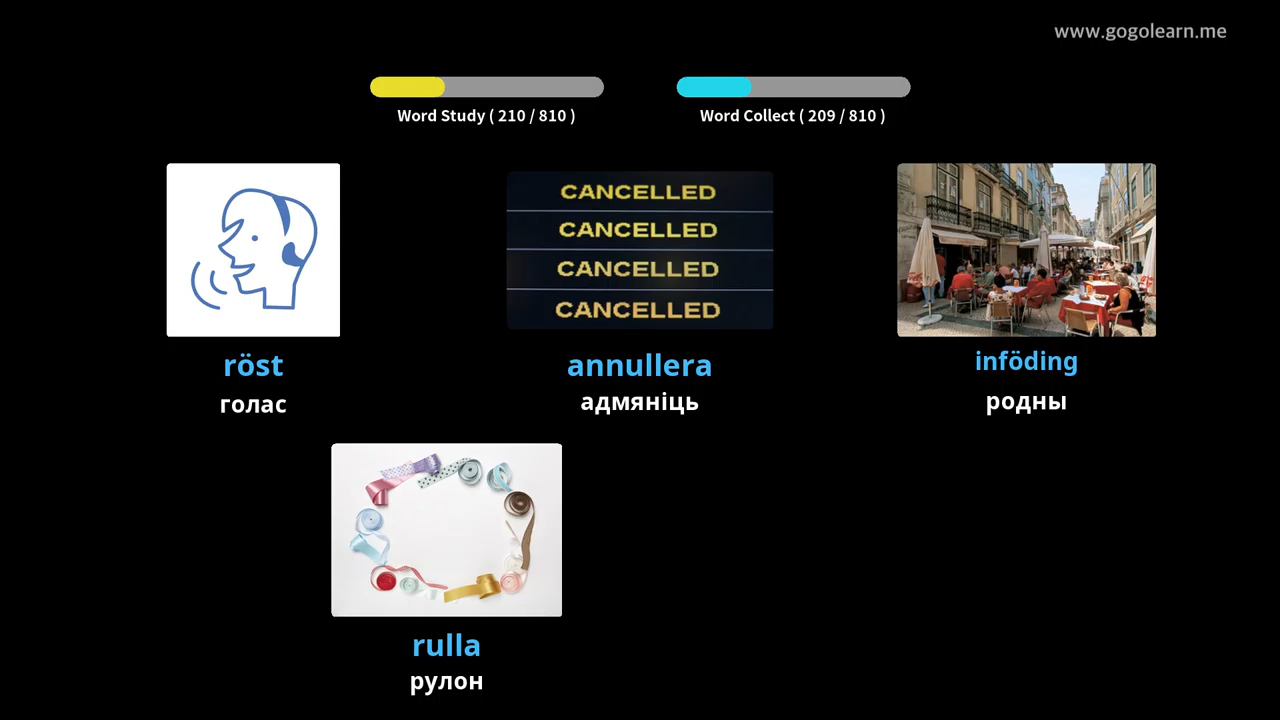 www.gogolearn.me
Word Study ( 210 / 810 )
Word Collect ( 209 / 810 )
CANCELLED
CANCELLED
CANCELLED
CANCELLED
röst
annullera
inföding
голас
адмяніць
родны
rulla
рулон